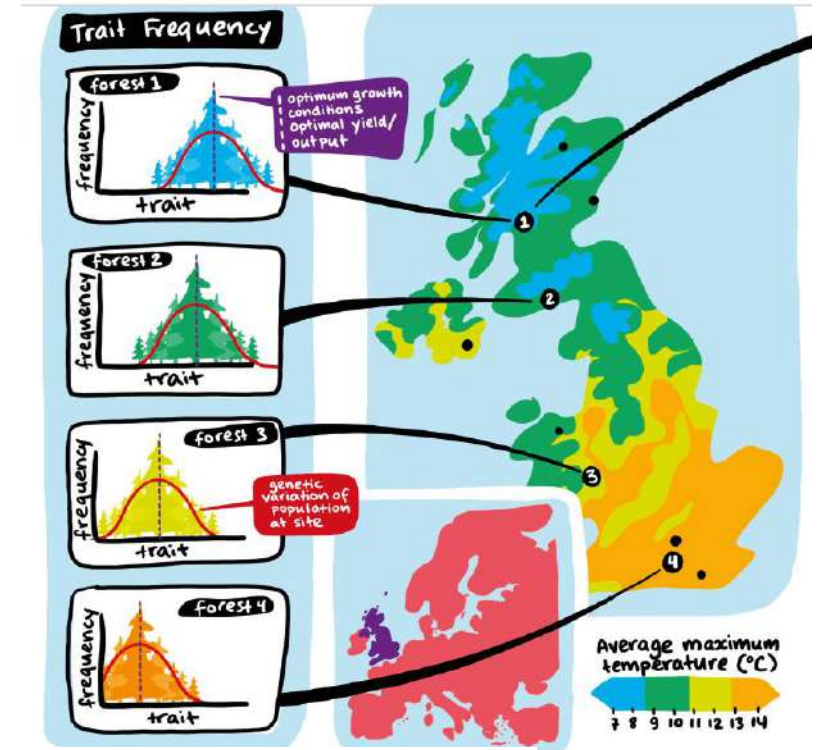 Trait Frequency
forest 1
frequency
trait
optimum growth
conditions
optimal yield/
output
forest 2
frequency
trait
forest 3
frequency
trait
genetic
variation of
population
at site
forest 4
frequency
trait
1
2
3
4
Average maximum
temperature (°C)
7 8 9 10 11 12 13 14